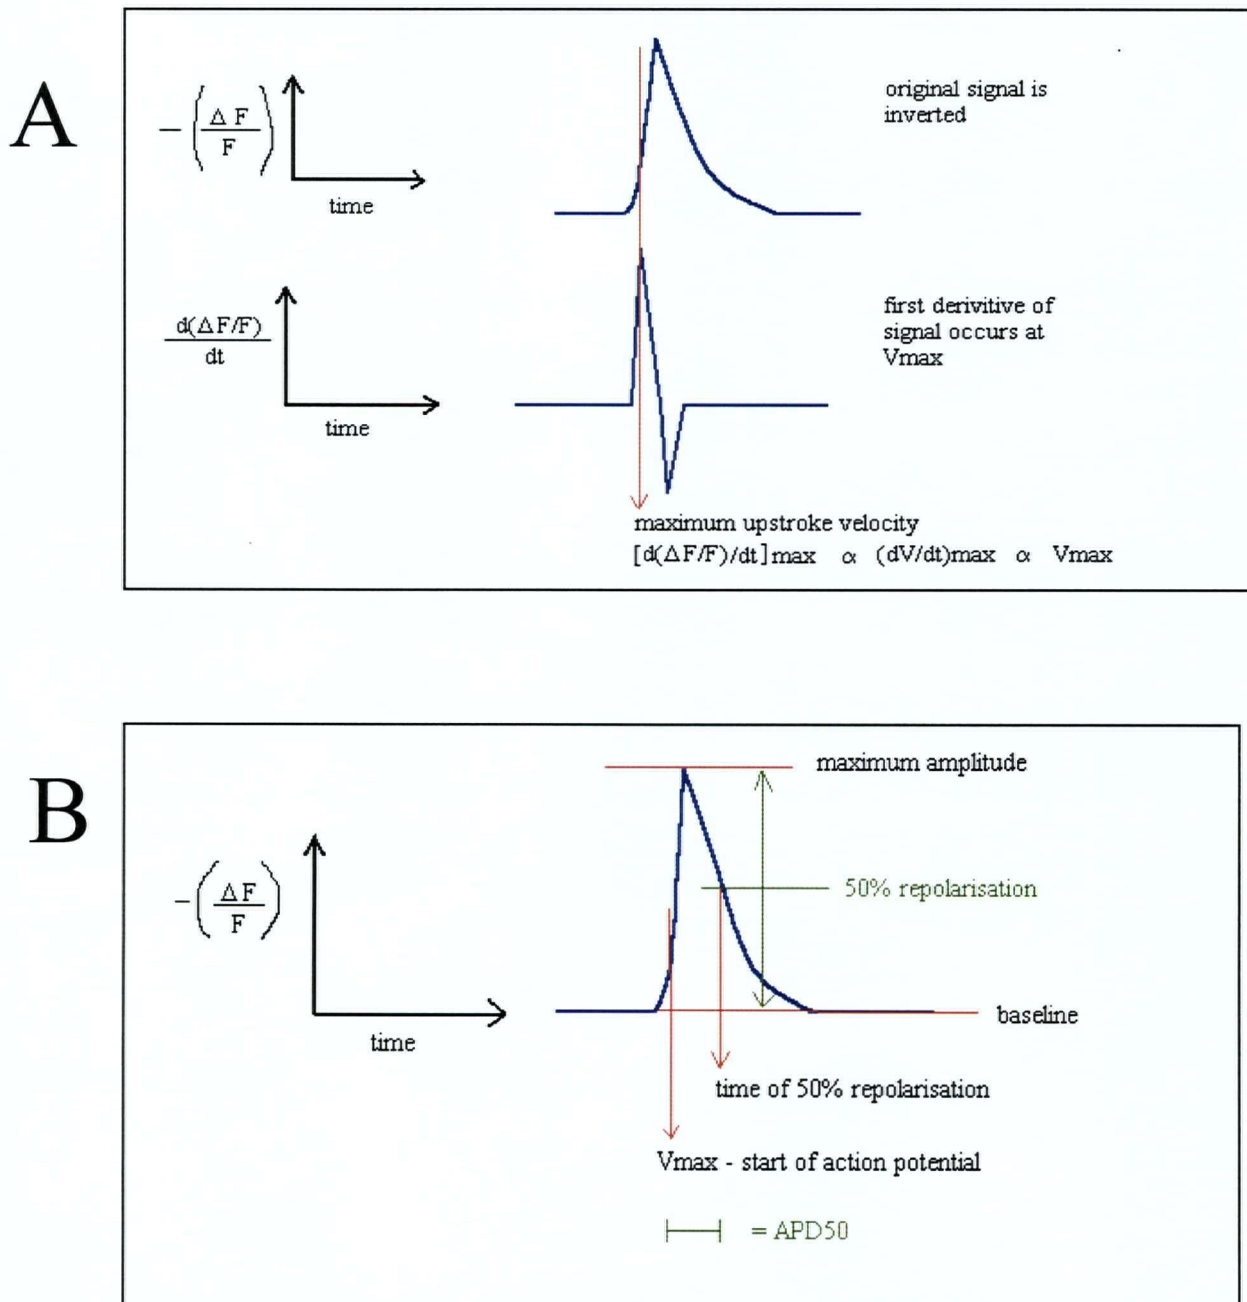 A
− ( Δ F / F )
time
original signal is
inverted
d(ΔF/F)
dt
time
first derivitive of
signal occurs at
Vmax
maximum upstroke velocity
[d(ΔF/F)/dt]max α (dV/dt)max α Vmax
B
− ( Δ F / F )
time
maximum amplitude
50% repolarisation
baseline
time of 50% repolarisation
Vmax - start of action potential
= APD50